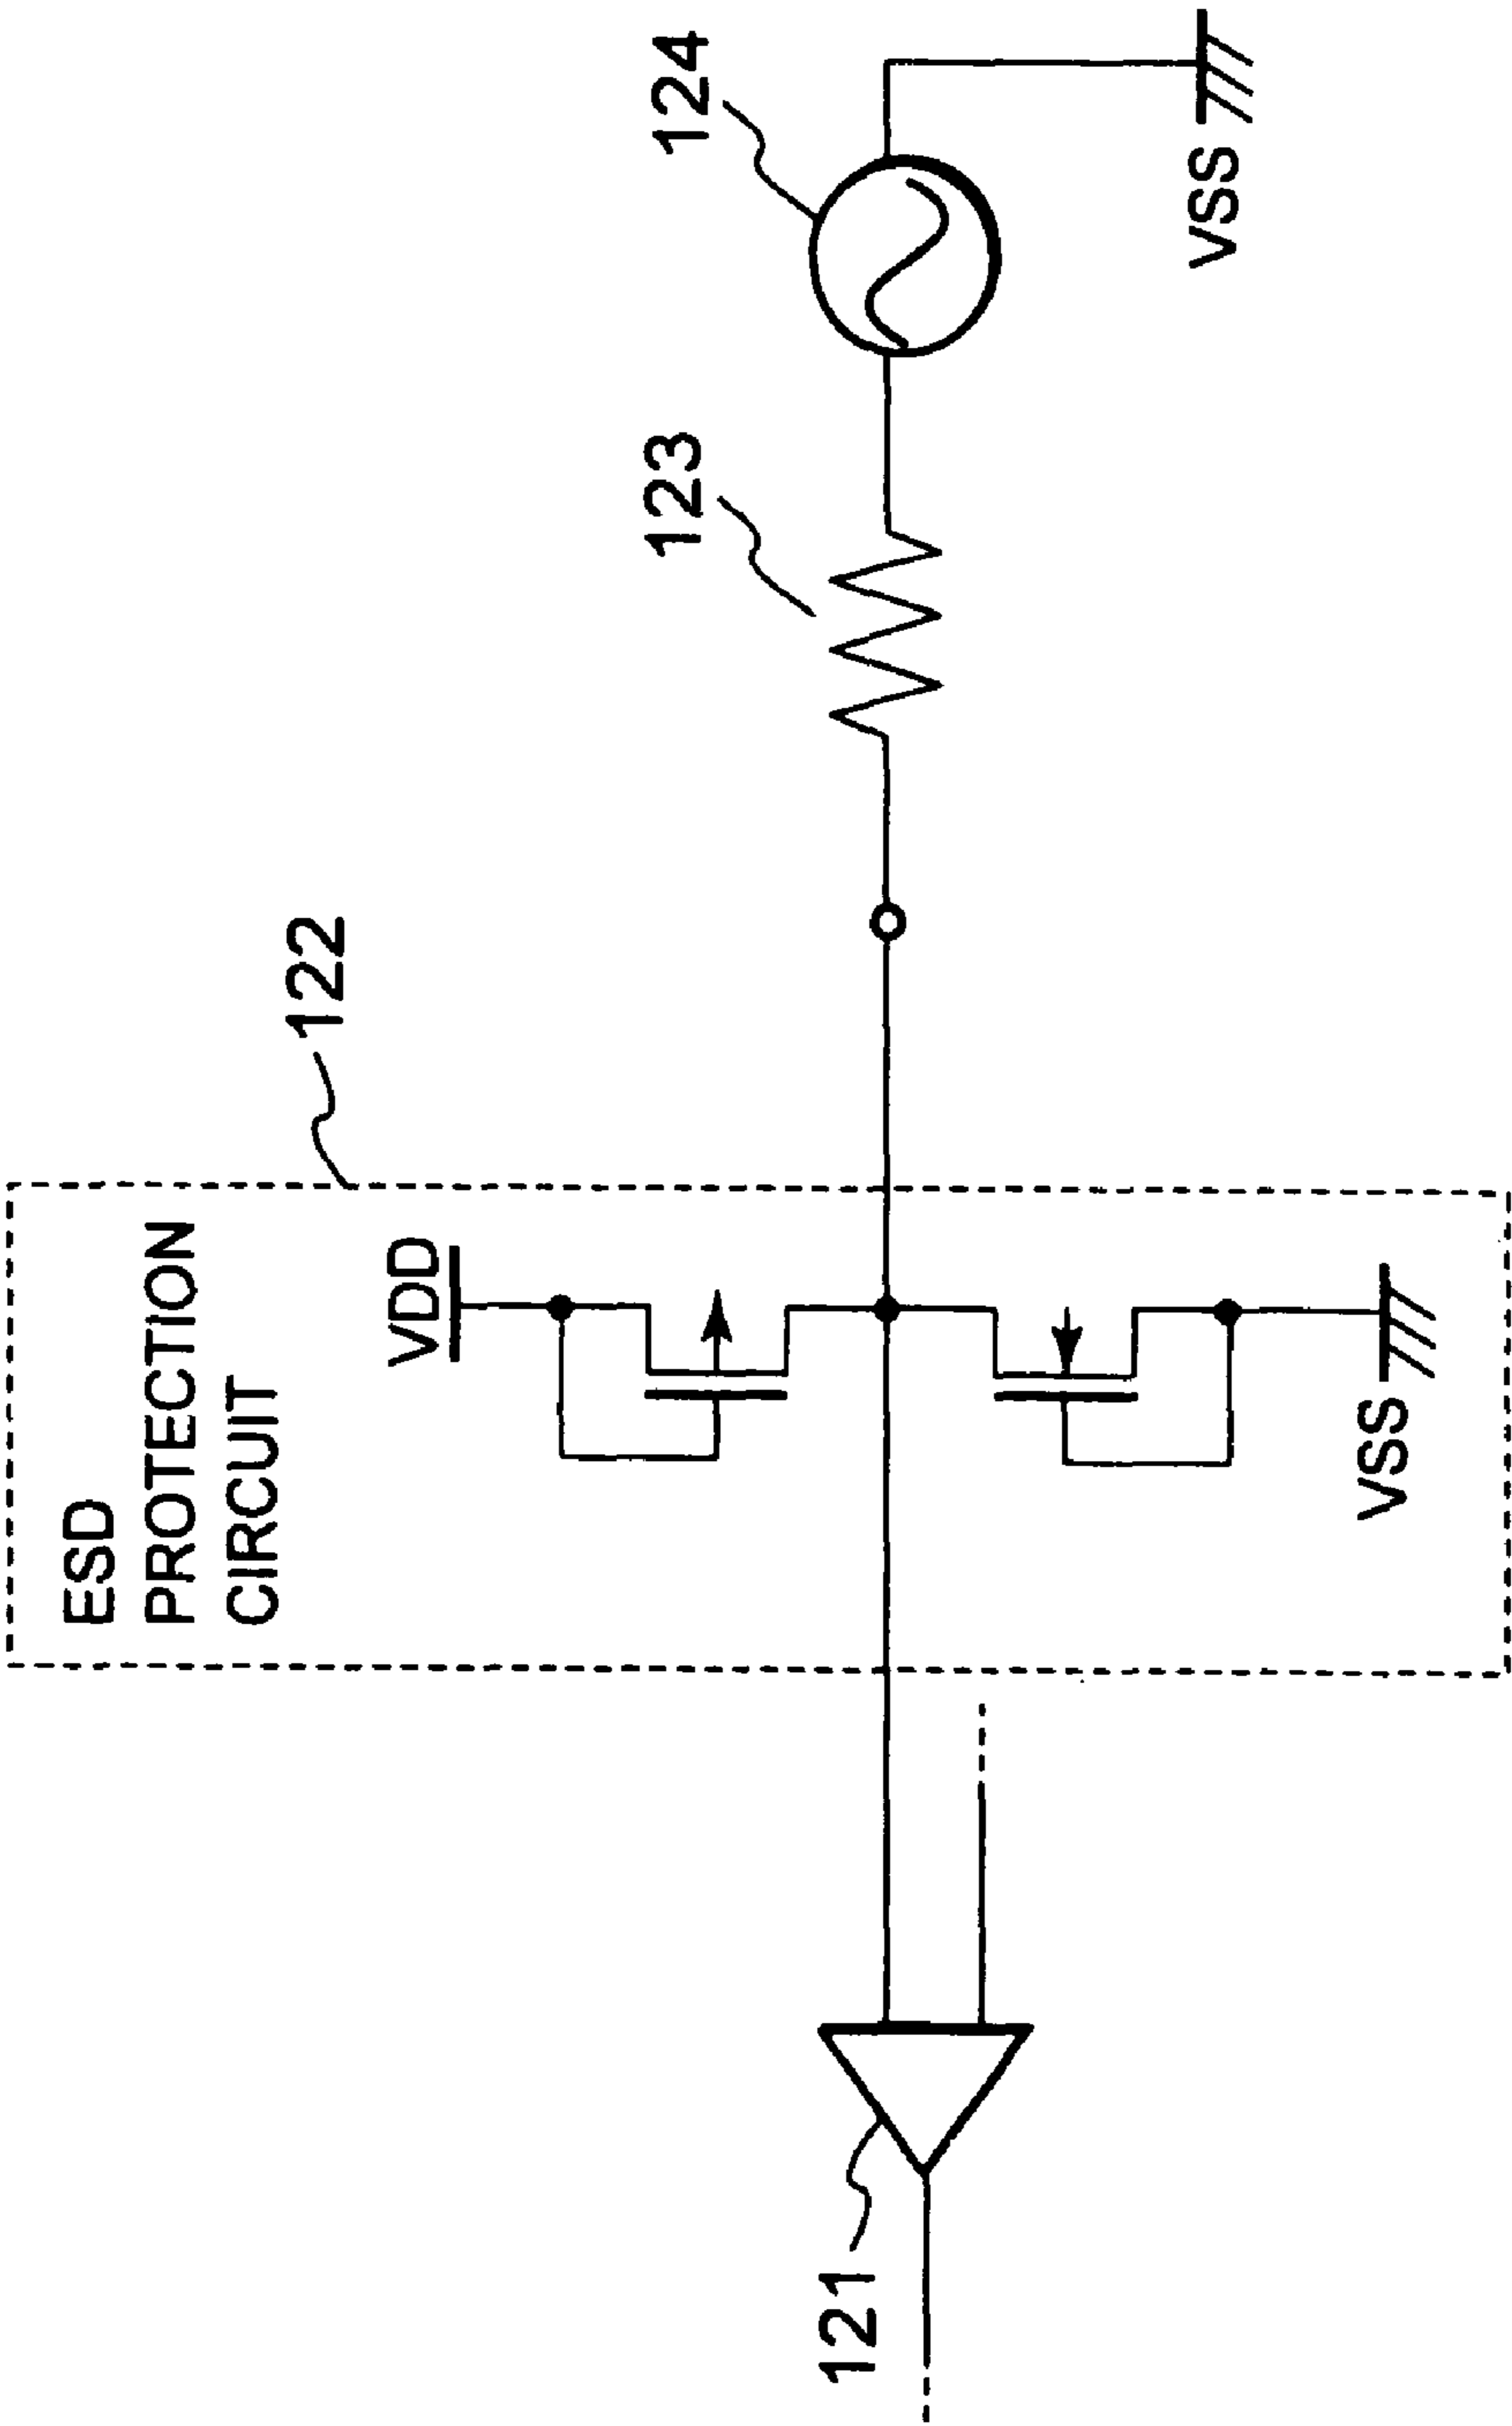 ESD
PROTECTION
CIRCUIT
122
VDD
123
124
121
VSS
VSS